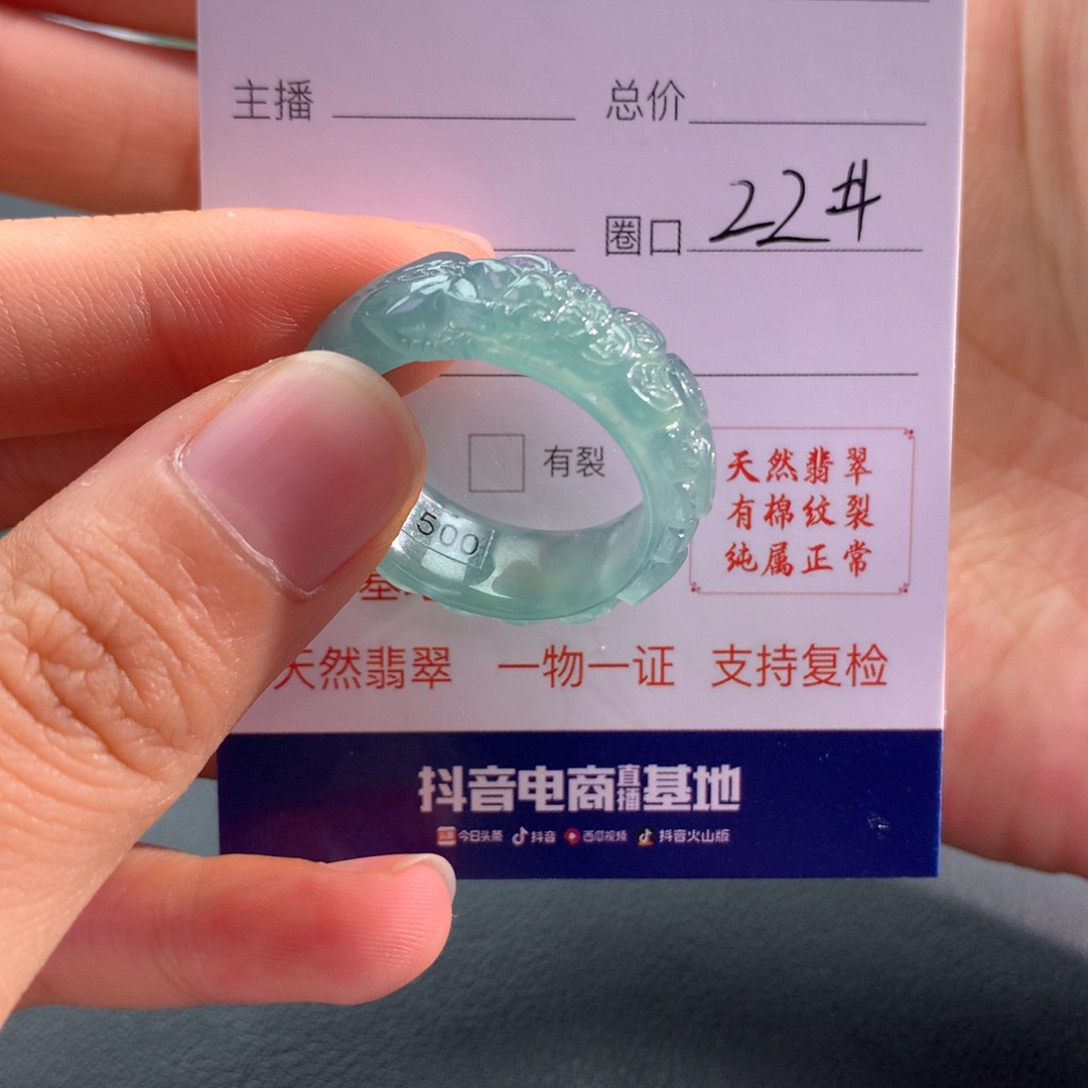 主播 总价
圈口 22#
有裂
天然翡翠
有棉纹裂
纯属正常
500
天然翡翠 一物一证 支持复检
抖音电商直播基地
今日头条 抖音 西瓜视频 抖音火山版